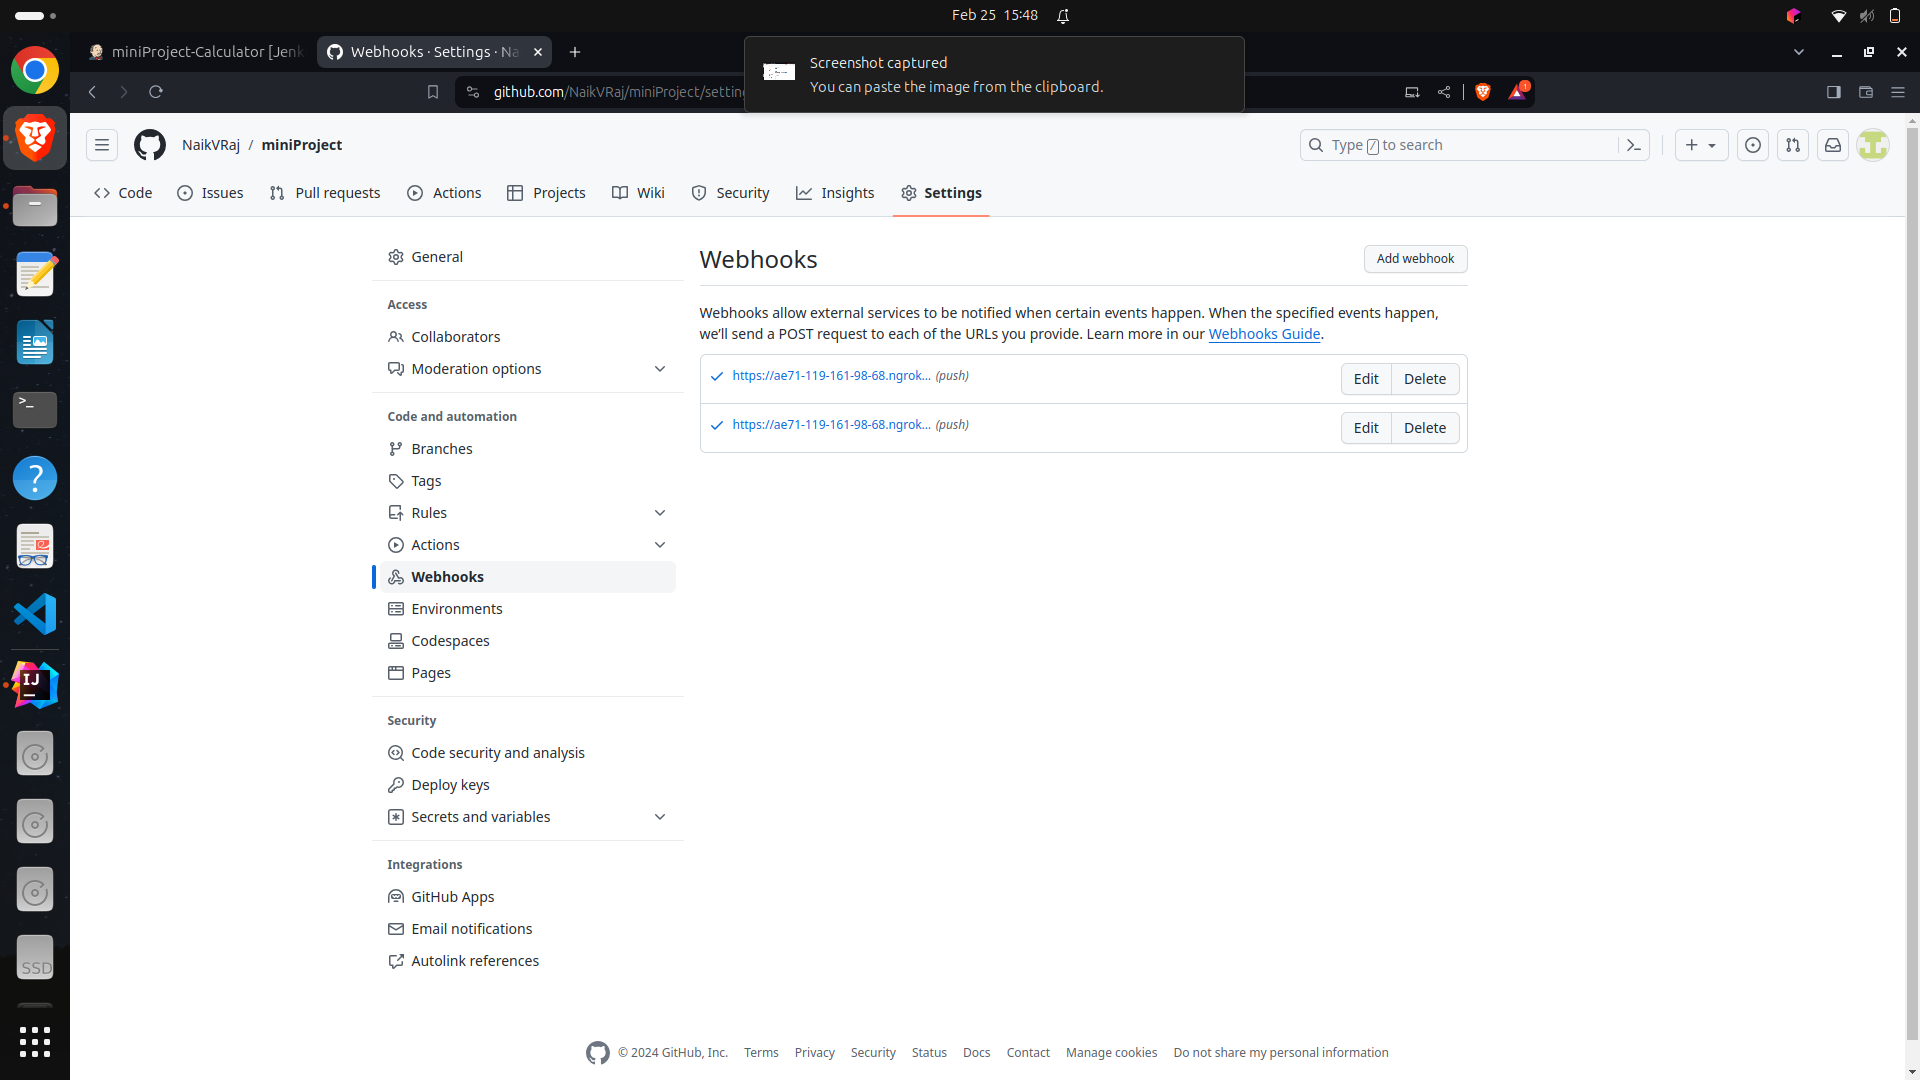 Feb 25 15:48
miniProject-Calculator [Jenk
Webhooks · Settings · Na
Screenshot captured
You can paste the image from the clipboard.
github.com/NaikVRaj/miniProject/setting
1
NaikVRaj / miniProject
Type / to search
Code
Issues
Pull requests
Actions
Projects
Wiki
Security
Insights
Settings
General
Access
Collaborators
Moderation options
Code and automation
Branches
Tags
Rules
Actions
Webhooks
Environments
Codespaces
Pages
Security
Code security and analysis
Deploy keys
Secrets and variables
Integrations
GitHub Apps
Email notifications
Autolink references
Webhooks
Add webhook
Webhooks allow external services to be notified when certain events happen. When the specified events happen,
we’ll send a POST request to each of the URLs you provide. Learn more in our Webhooks Guide.
https://ae71-119-161-98-68.ngrok... (push)
Edit
Delete
https://ae71-119-161-98-68.ngrok... (push)
Edit
Delete
© 2024 GitHub, Inc.
Terms
Privacy
Security
Status
Docs
Contact
Manage cookies
Do not share my personal information
>_
?
IJ
SSD